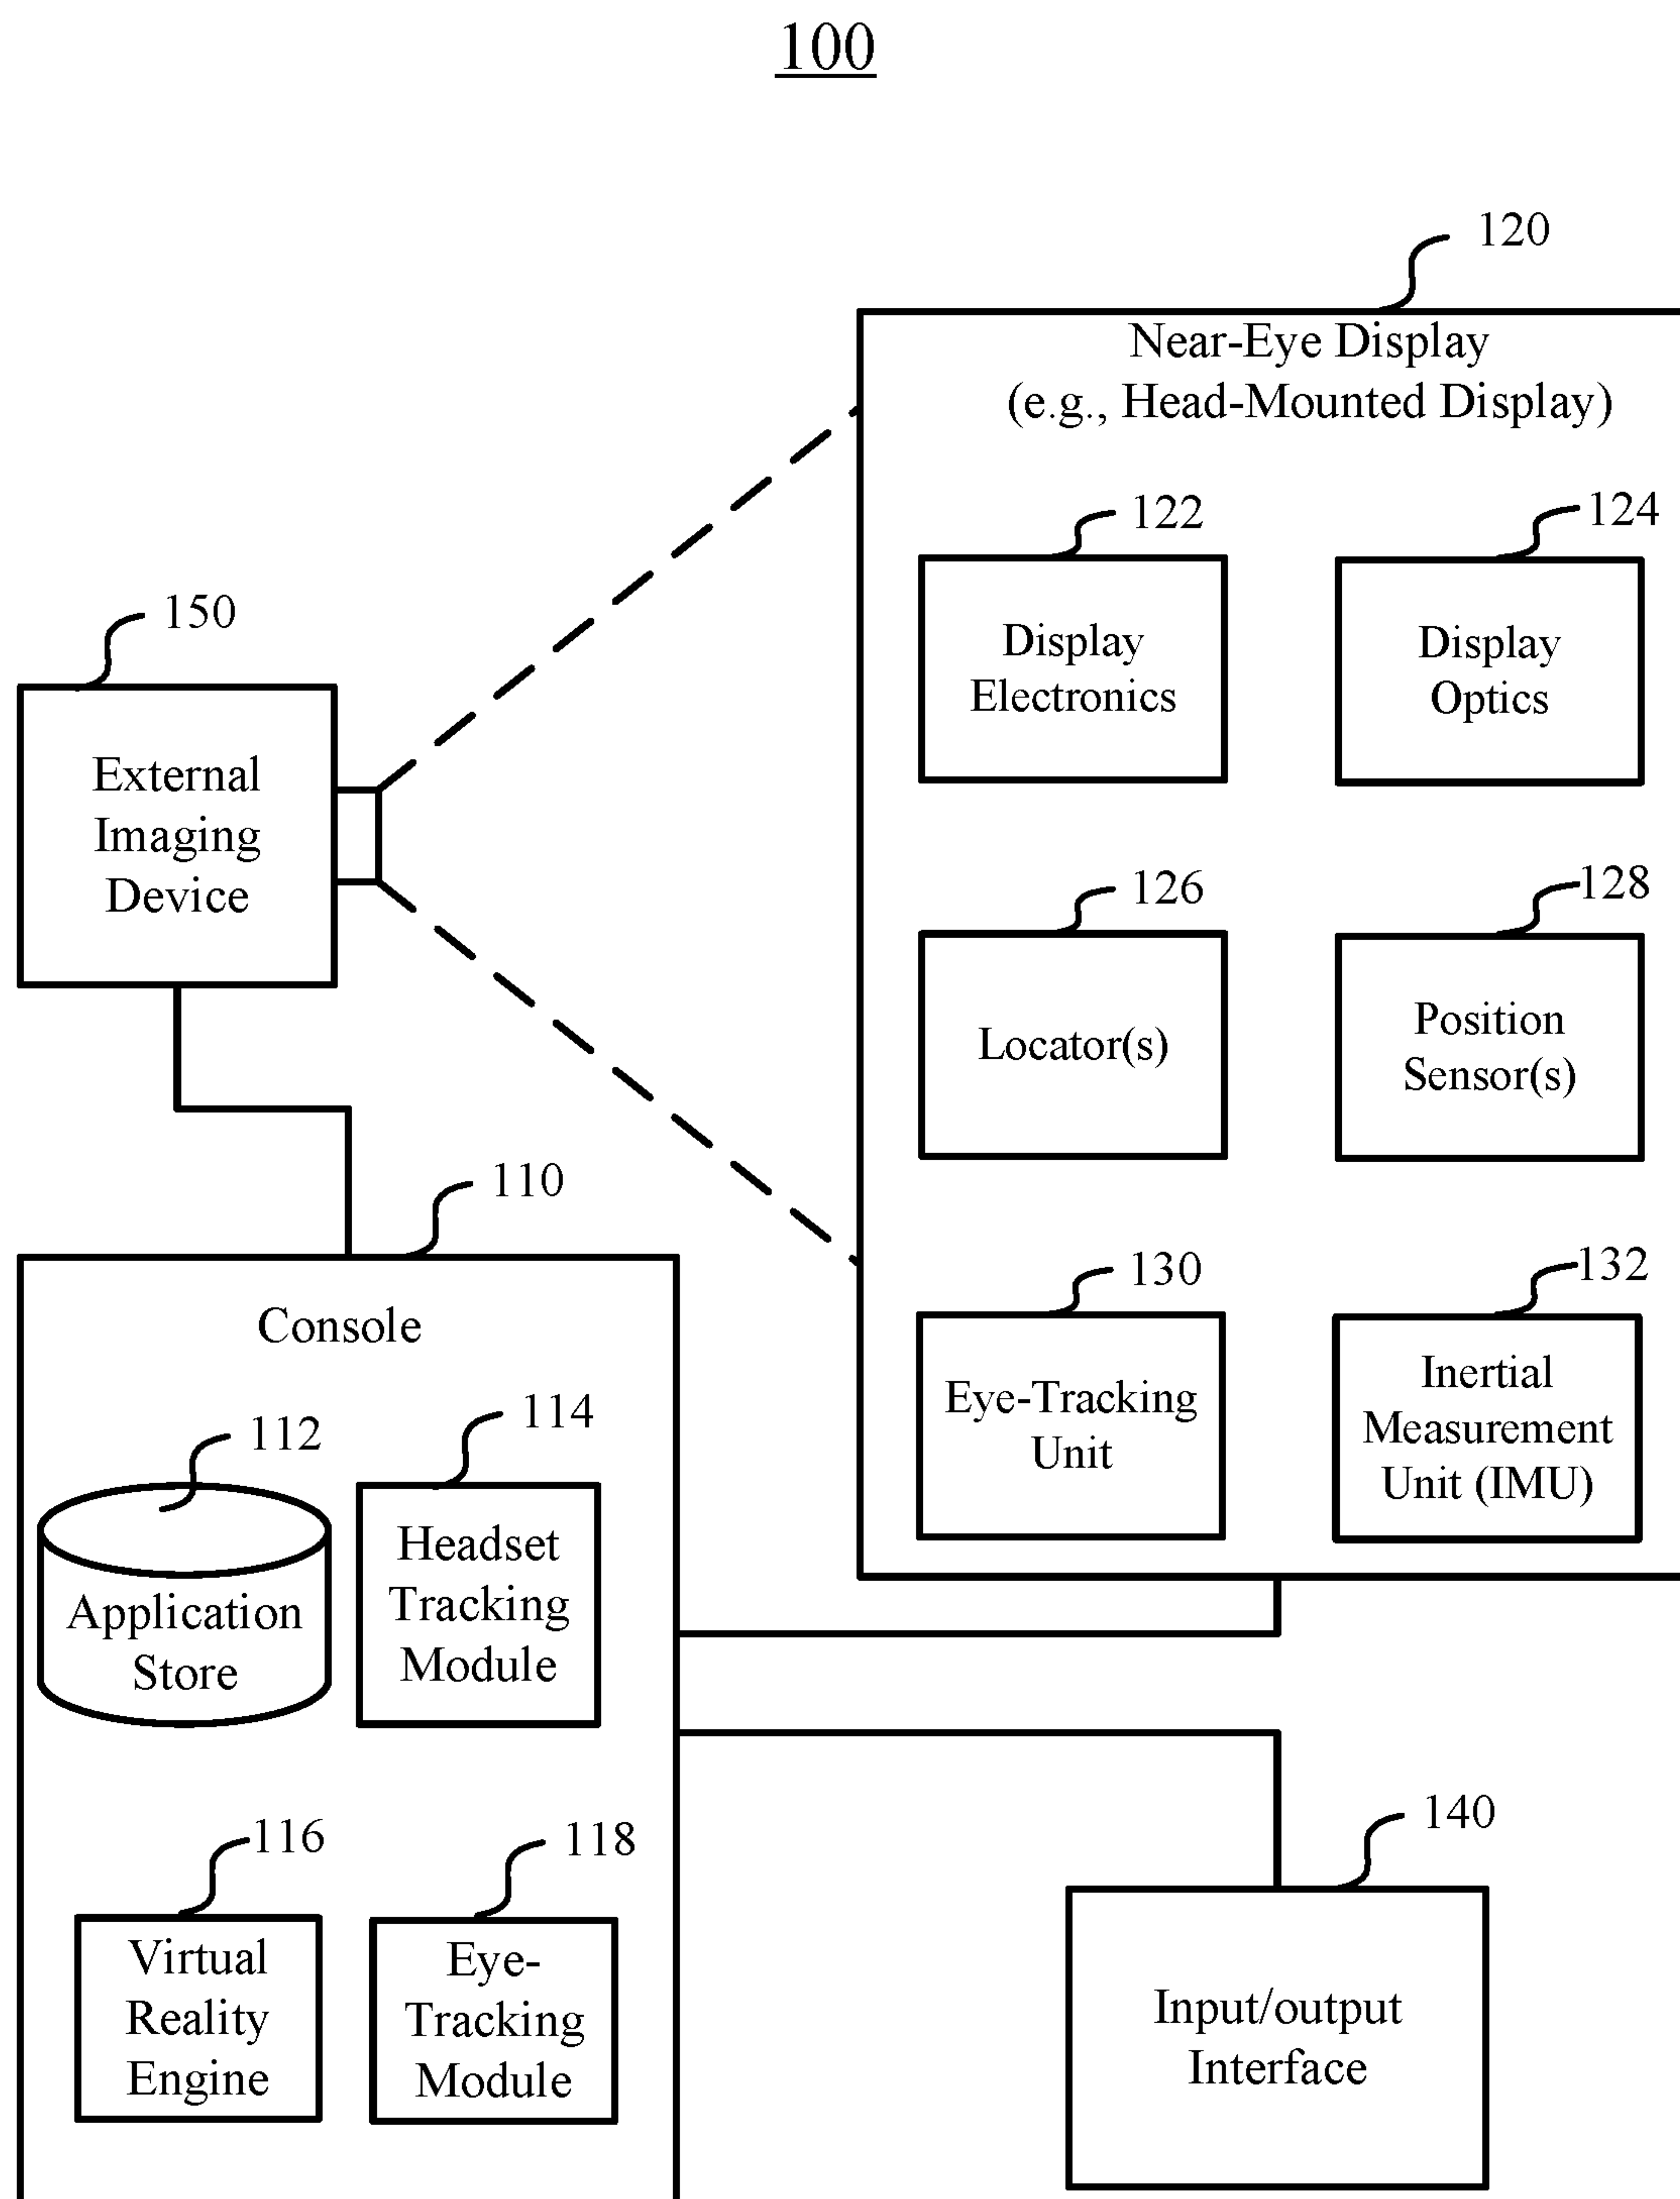 100
120
Near-Eye Display
(e.g., Head-Mounted Display)
122
124
Display
Electronics
Display
Optics
150
External
Imaging
Device
126
128
Locator(s)
Position
Sensor(s)
110
Console
130
132
Eye-Tracking
Unit
Inertial
Measurement
Unit (IMU)
112
114
Application
Store
Headset
Tracking
Module
116
118
Virtual
Reality
Engine
Eye-
Tracking
Module
140
Input/output
Interface